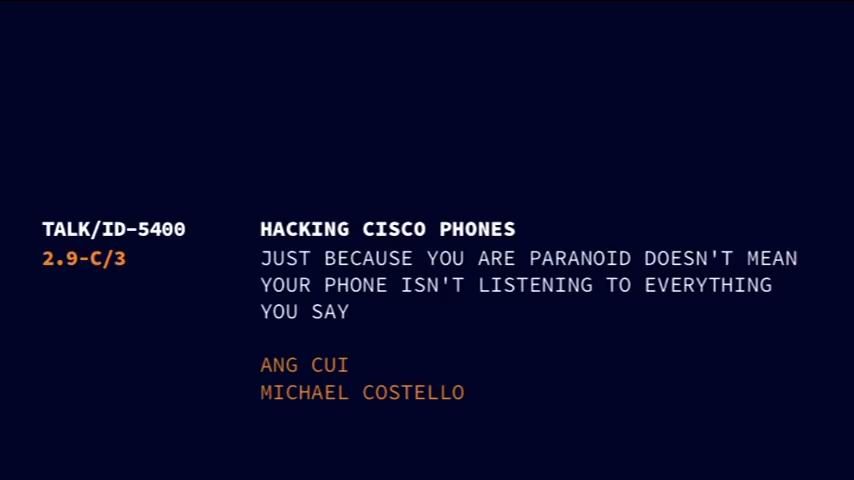 TALK/ID-5400
2.9-C/3
HACKING CISCO PHONES
JUST BECAUSE YOU ARE PARANOID DOESN'T MEAN
YOUR PHONE ISN'T LISTENING TO EVERYTHING
YOU SAY
ANG CUI
MICHAEL COSTELLO